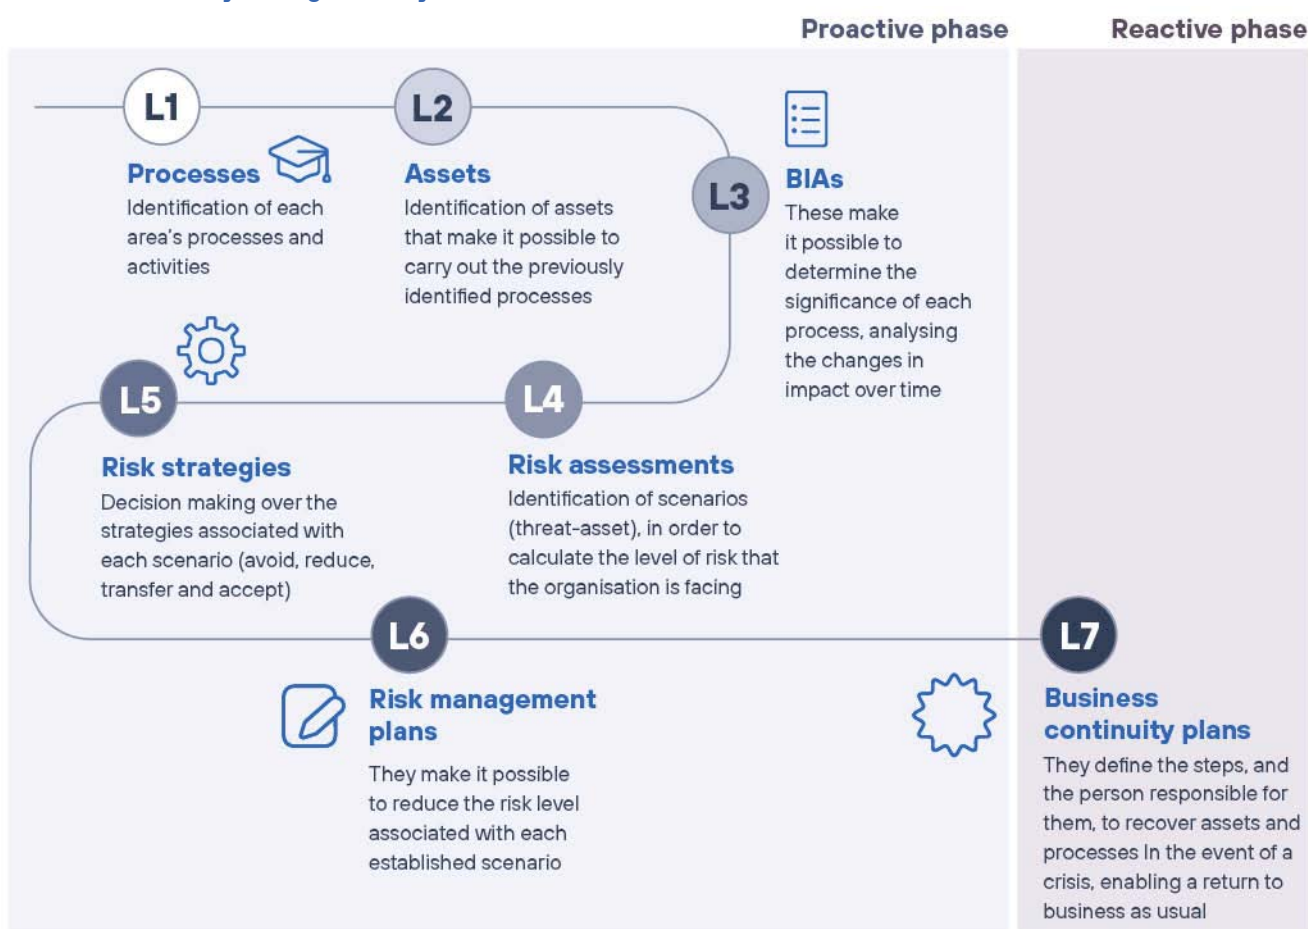 Proactive phase
Reactive phase
L1
Processes
Identification of each
area's processes and
activities
L2
Assets
Identification of assets
that make it possible to
carry out the previously
identified processes
L3
BIAs
These make
it possible to
determine the
significance of each
process, analysing
the changes in
impact over time
L4
Risk assessments
Identification of scenarios
(threat-asset), in order to
calculate the level of risk that
the organisation is facing
L5
Risk strategies
Decision making over the
strategies associated with
each scenario (avoid, reduce,
transfer and accept)
L6
Risk management
plans
They make it possible
to reduce the risk level
associated with each
established scenario
L7
Business
continuity plans
They define the steps, and
the person responsible for
them, to recover assets and
processes In the event of a
crisis, enabling a return to
business as usual